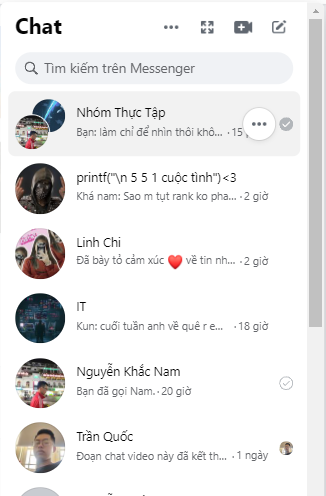 Chat
Tìm kiếm trên Messenger
Nhóm Thực Tập
Bạn: làm chỉ để nhìn thôi khô... · 15
printf("\n 5 5 1 cuộc tình")<3
Khá nam: Sao m tụt rank ko pha... · 2 giờ
Linh Chi
Đã bày tỏ cảm xúc ❤️ về tin nh... · 2 giờ
IT
Kun: cuối tuần anh về quê r e... · 18 giờ
Nguyễn Khắc Nam
Bạn đã gọi Nam. · 20 giờ
Trần Quốc
Đoạn chat video này đã kết th... · 1 ngày